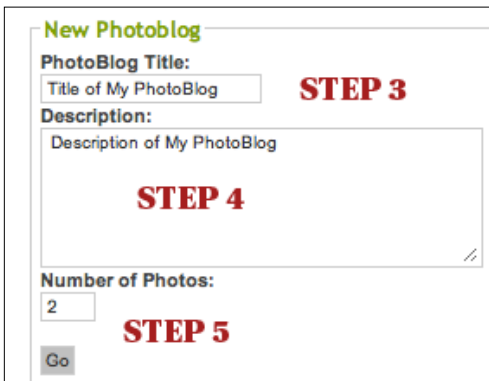 New Photoblog
PhotoBlog Title:
Title of My PhotoBlog
STEP 3
Description:
Description of My PhotoBlog
STEP 4
Number of Photos:
2
STEP 5
Go